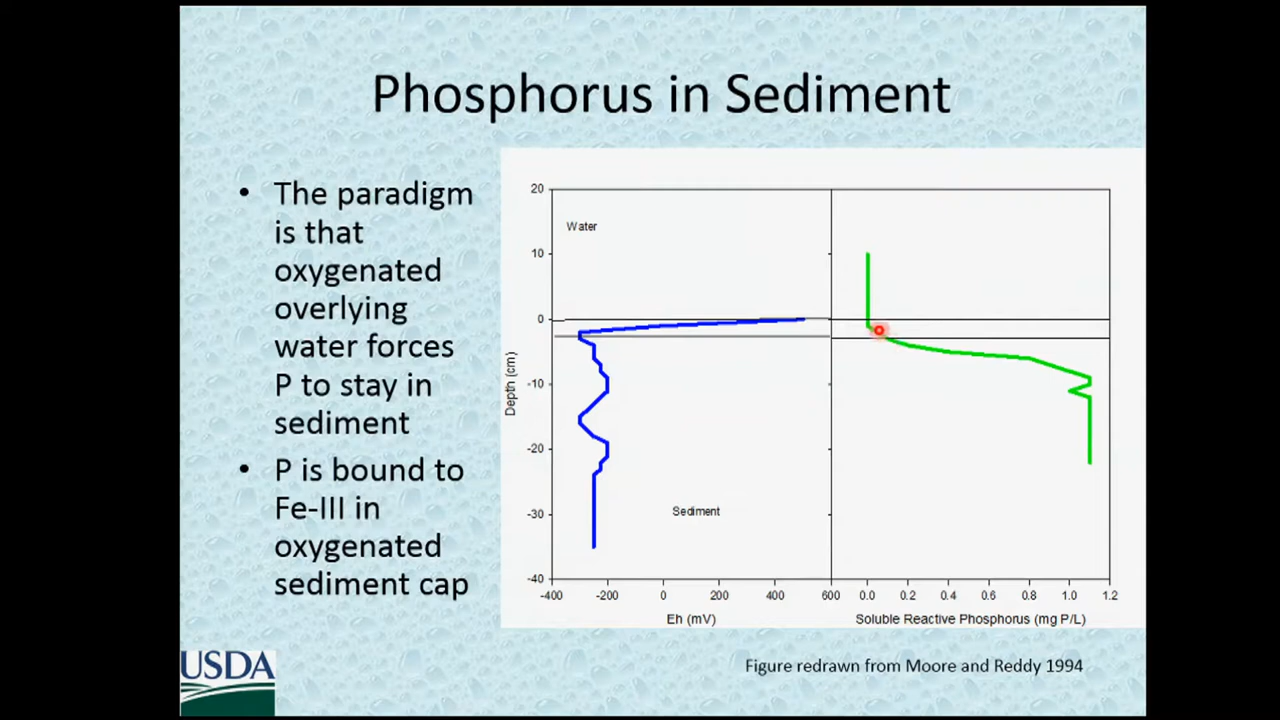 Phosphorus in Sediment
• The paradigm
is that
oxygenated
overlying
water forces
P to stay in
sediment
• P is bound to
Fe-III in
oxygenated
sediment cap
20
10
0
-10
-20
-30
-40
Depth (cm)
Water
Sediment
-400 -200 0 200 400 600
Eh (mV)
0.0 0.2 0.4 0.6 0.8 1.0 1.2
Soluble Reactive Phosphorus (mg P/L)
Figure redrawn from Moore and Reddy 1994
USDA